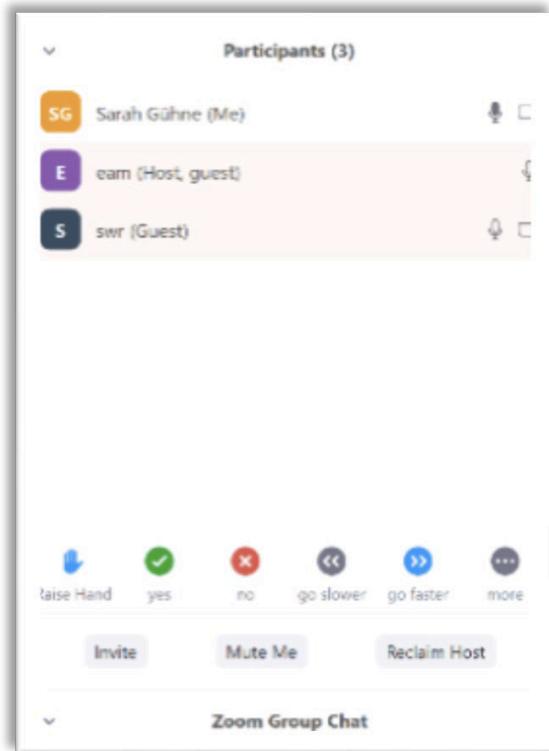 Participants (3)
SG Sarah Gühne (Me)
E eam (Host, guest)
S swr (Guest)
Raise Hand yes no go slower go faster more
Invite Mute Me Reclaim Host
Zoom Group Chat